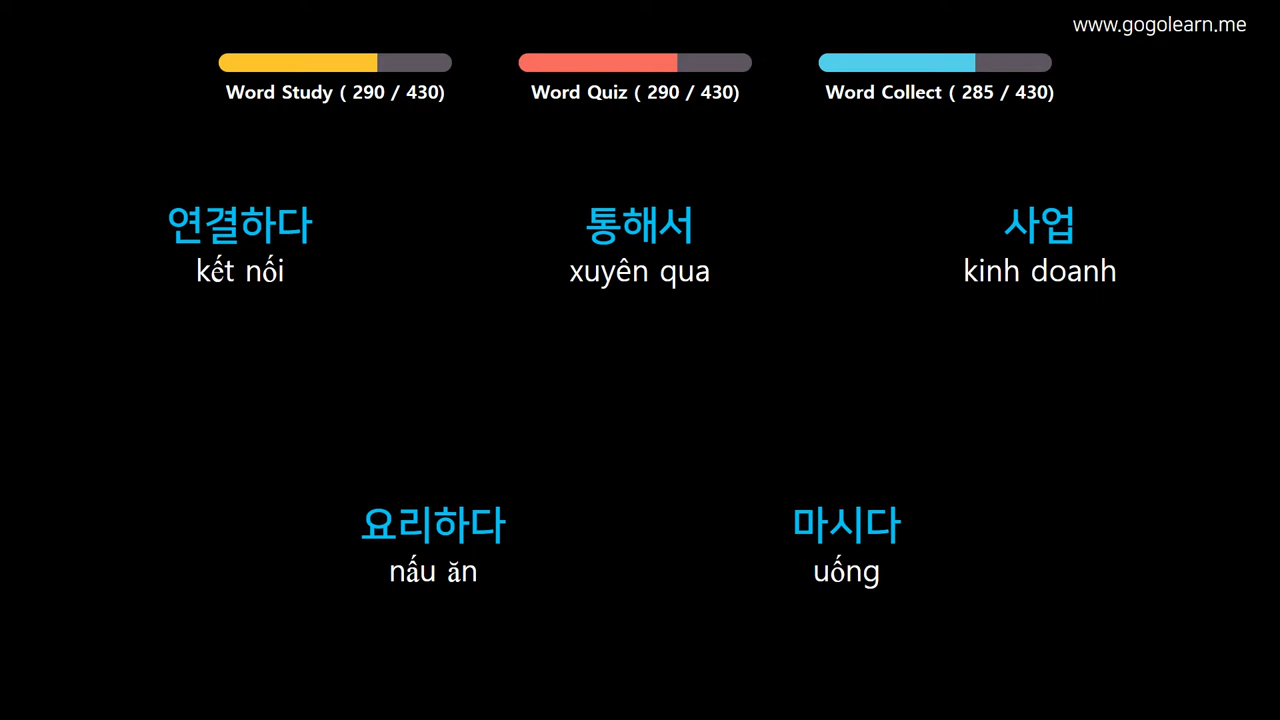 www.gogolearn.me
Word Study ( 290 / 430)
Word Quiz ( 290 / 430)
Word Collect ( 285 / 430)
연결하다
kết nối
통해서
xuyên qua
사업
kinh doanh
요리하다
nấu ăn
마시다
uống